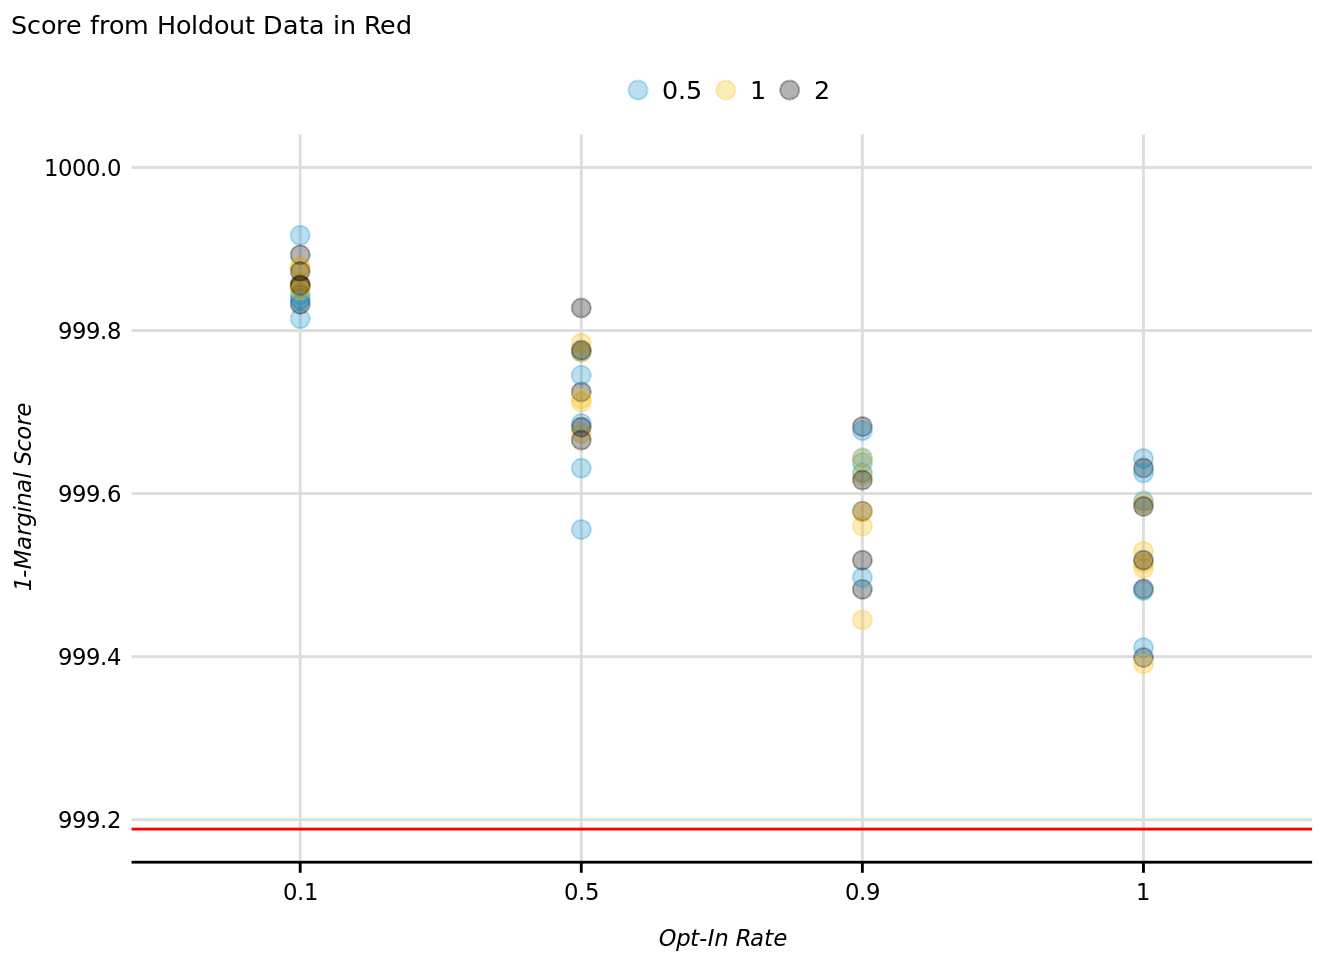 Score from Holdout Data in Red
0.5 1 2
1000.0
999.8
999.6
999.4
999.2
1-Marginal Score
0.1 0.5 0.9 1
Opt-In Rate